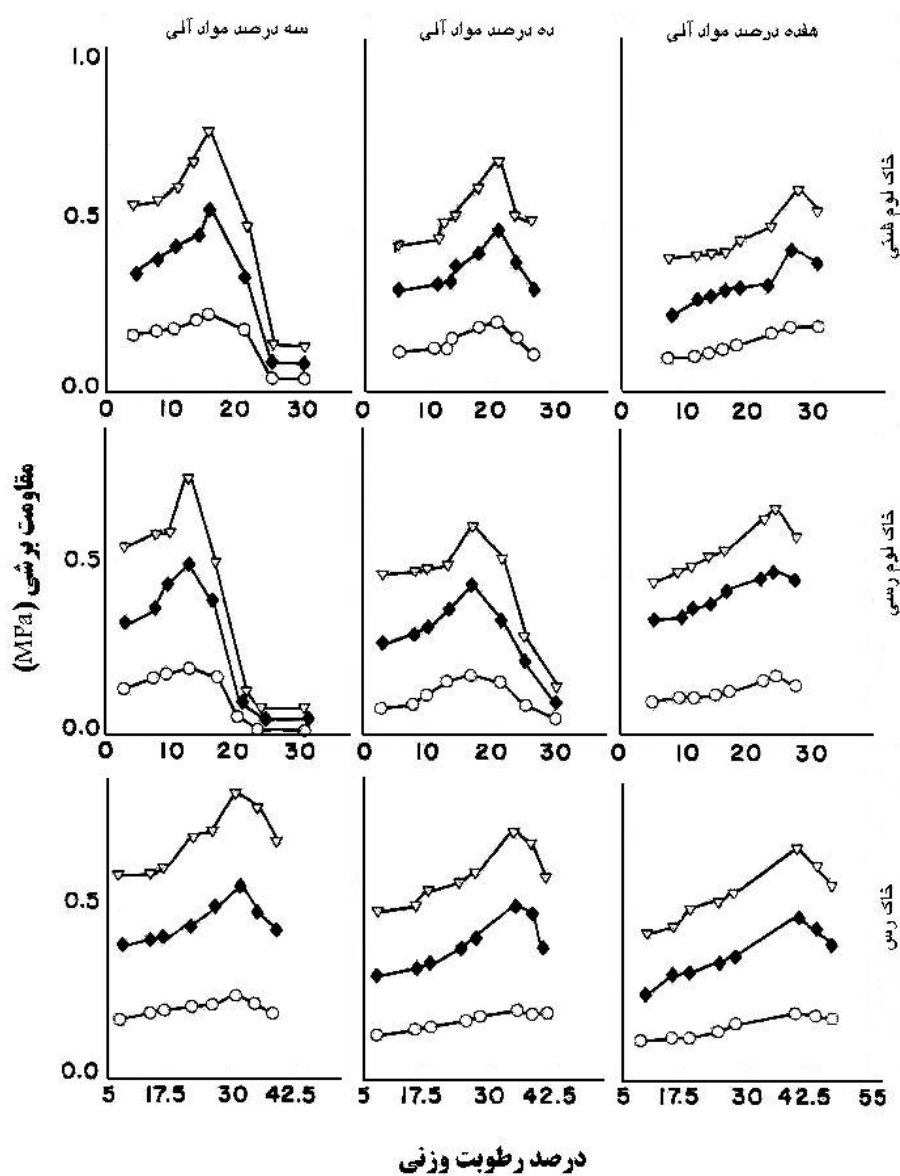 سه درصد مواد آلی
ده درصد مواد آلی
هفده درصد مواد آلی
1.0
0.5
0.0
خاک لوم شنی
0 10 20 30
0 10 20 30
0 10 20 30
مقاومت برشی (MPa)
0.5
0.0
خاک لوم رسی
0 10 20 30
0 10 20 30
0 10 20 30
0.5
0.0
خاک رس
5 17.5 30 42.5
5 17.5 30 42.5
5 17.5 30 42.5 55
درصد رطوبت وزنی